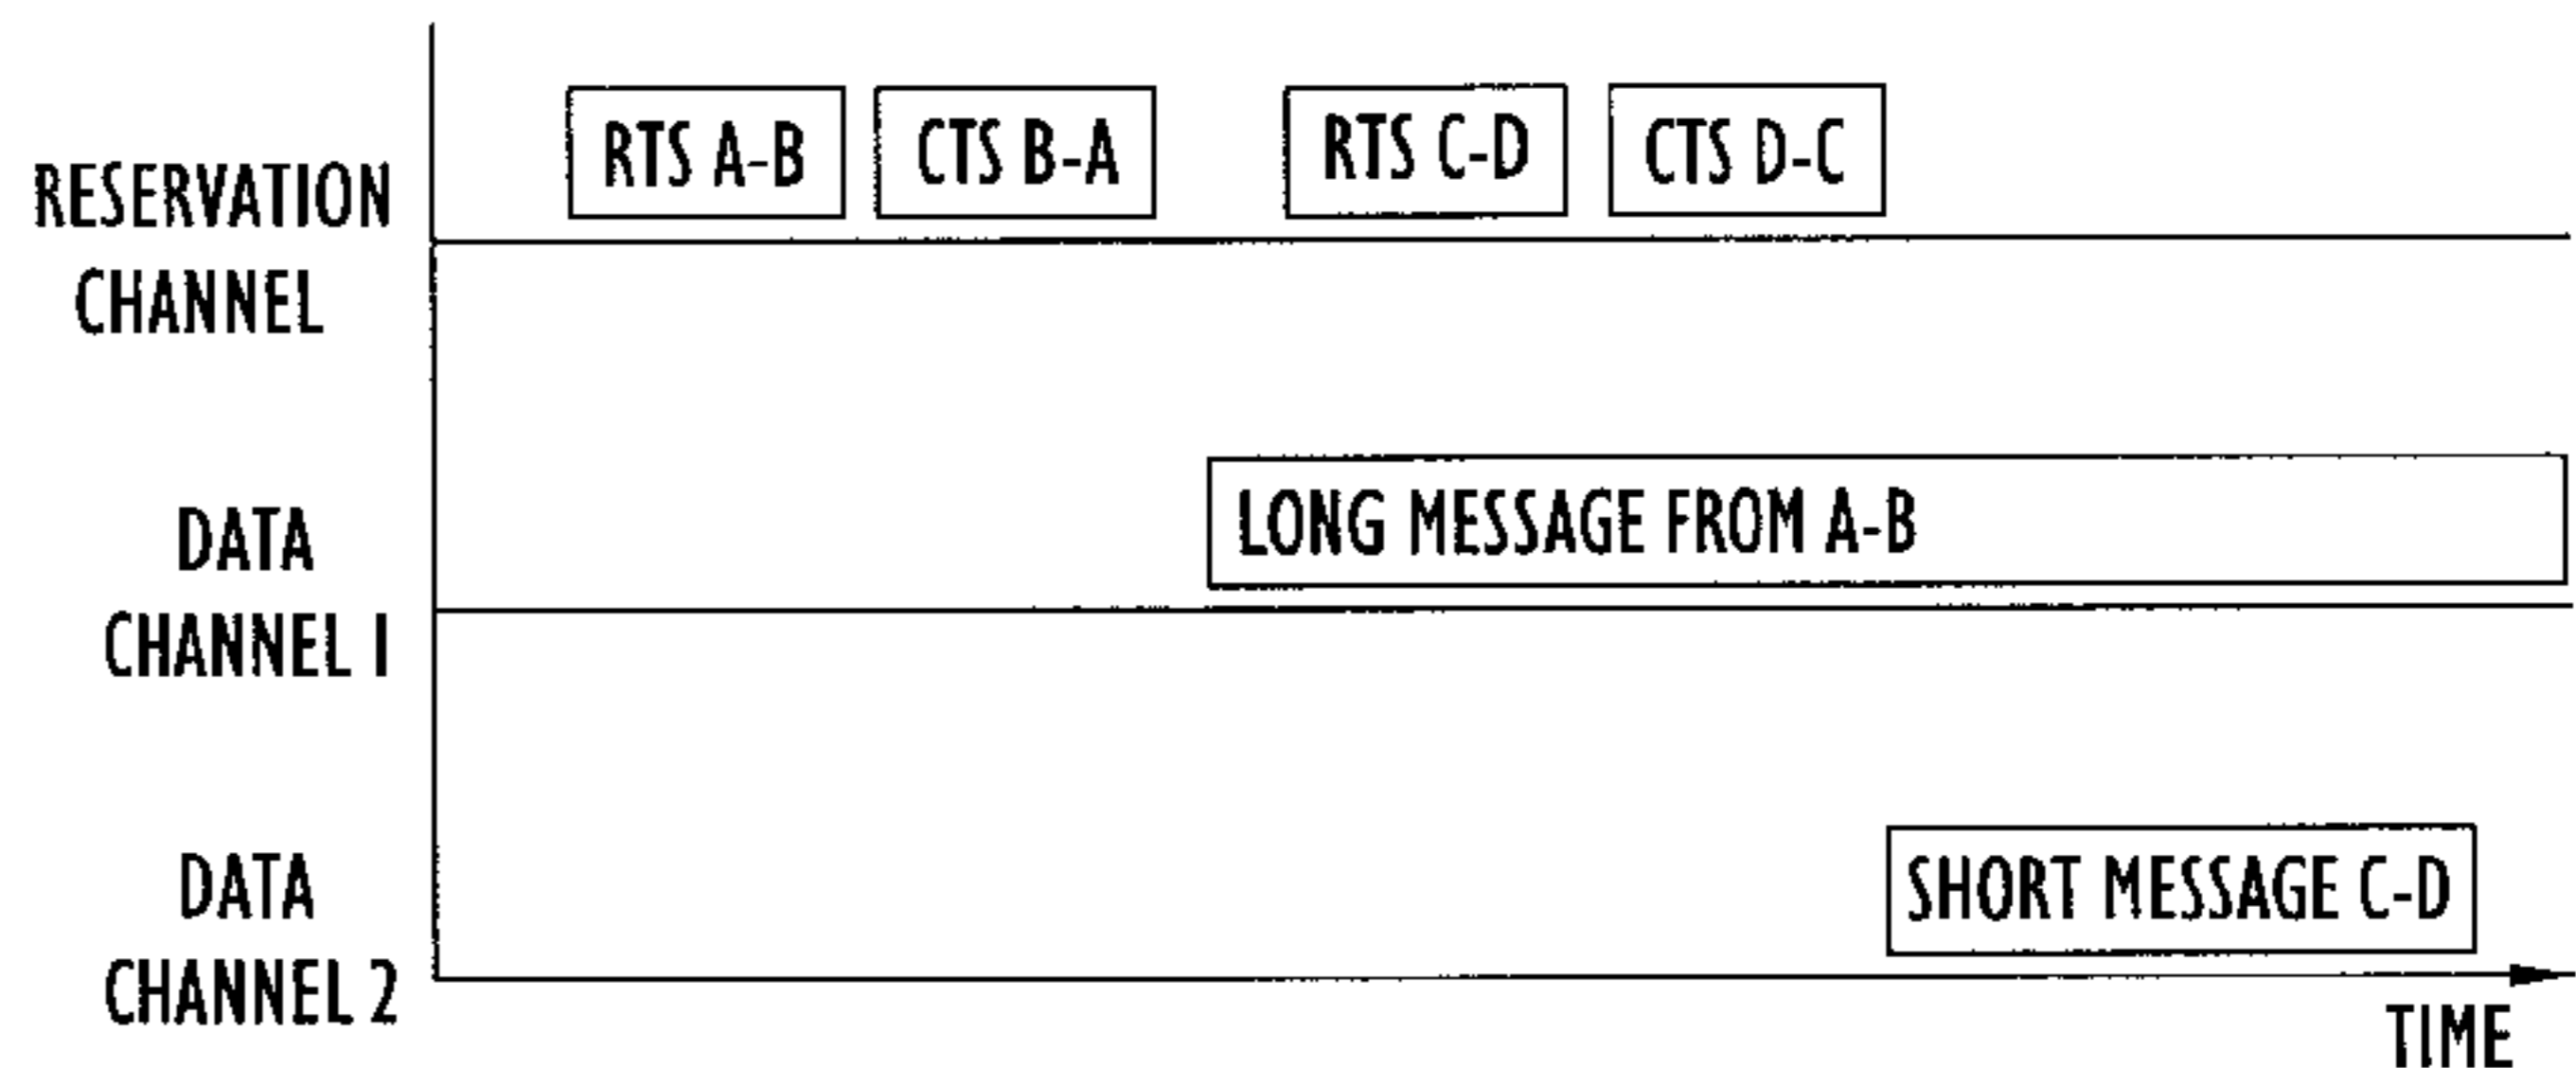 RTS A-B
CTS B-A
RTS C-D
CTS D-C
RESERVATION
CHANNEL
LONG MESSAGE FROM A-B
DATA
CHANNEL 1
SHORT MESSAGE C-D
DATA
CHANNEL 2
TIME